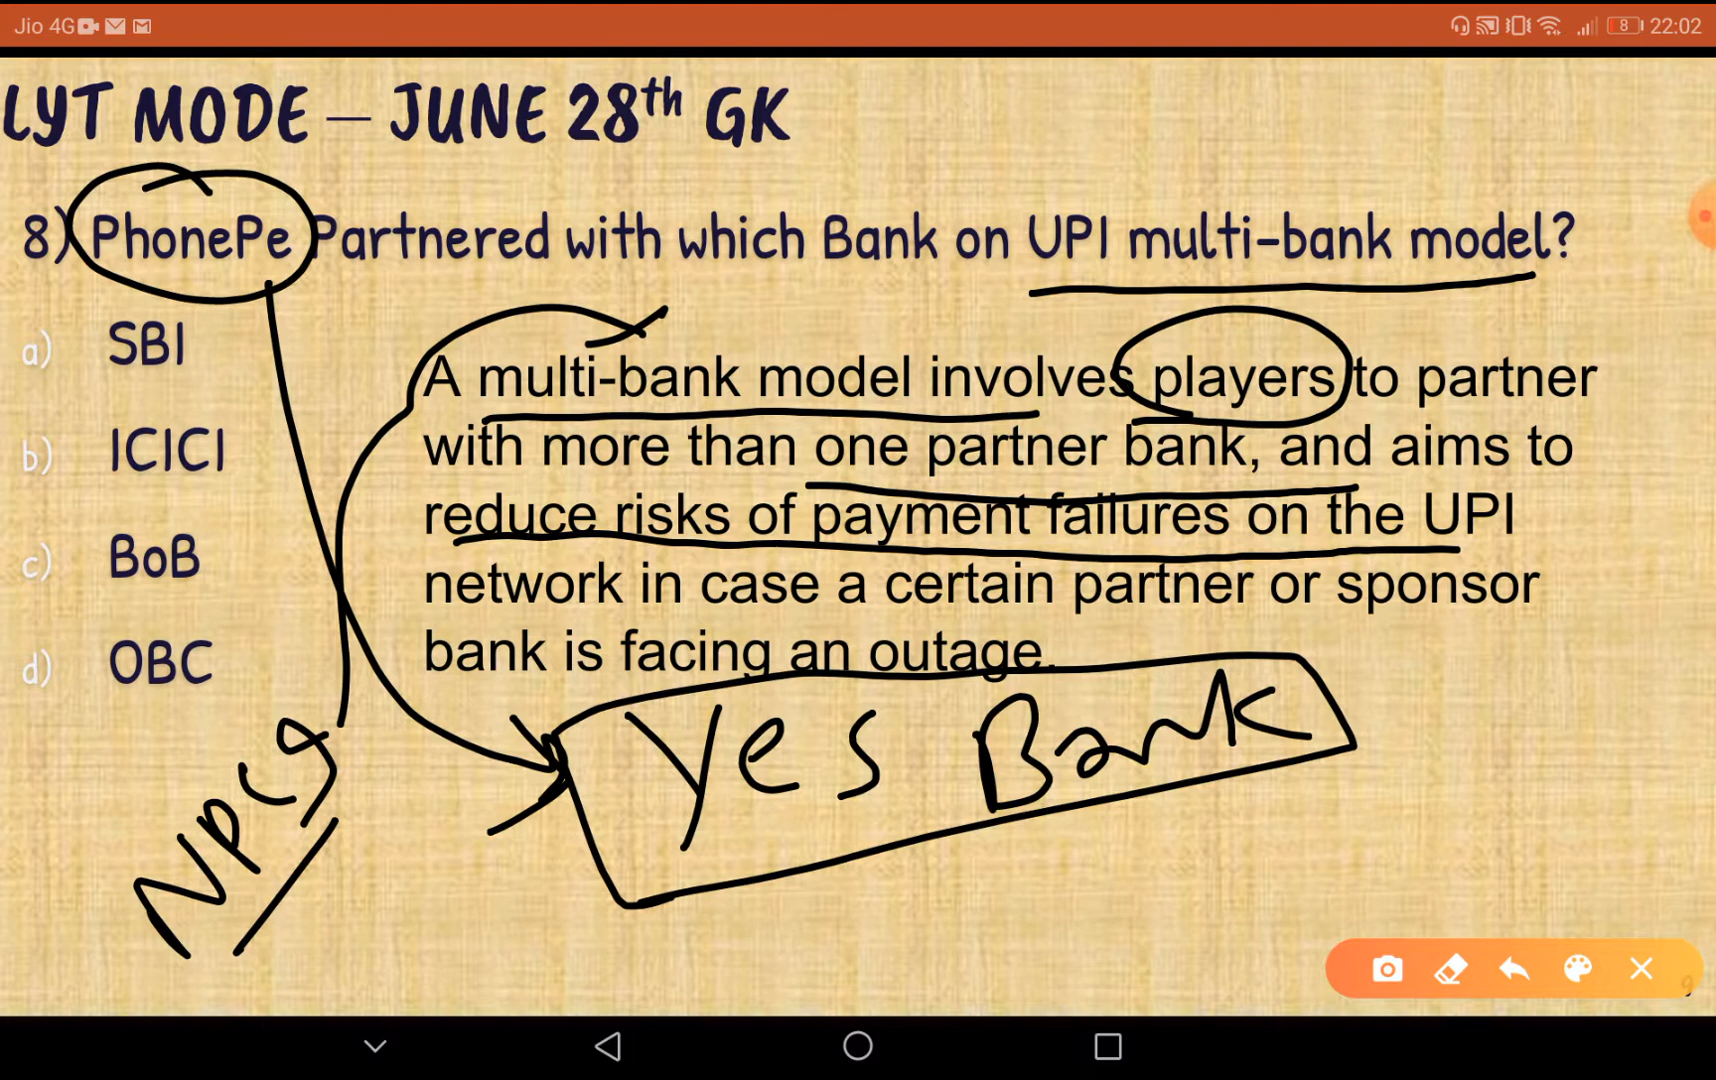 Jio 4G 8 22:02
LYT MODE — JUNE 28th GK
8) PhonePe Partnered with which Bank on UPI multi-bank model?
a) SBI
b) ICICI
c) BoB
d) OBC
A multi-bank model involves players to partner
with more than one partner bank, and aims to
reduce risks of payment failures on the UPI
network in case a certain partner or sponsor
bank is facing an outage.
Yes Bank
9